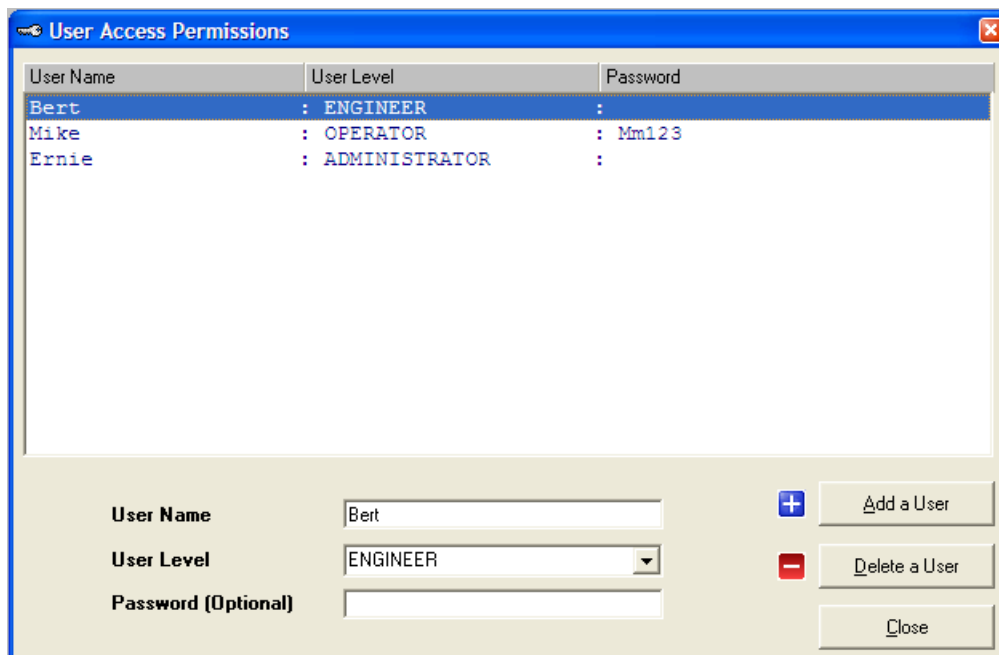 User Access Permissions
User Name User Level Password
Bert : ENGINEER :
Mike : OPERATOR : Mm123
Ernie : ADMINISTRATOR :
User Name Bert Add a User
User Level ENGINEER Delete a User
Password (Optional)
Close